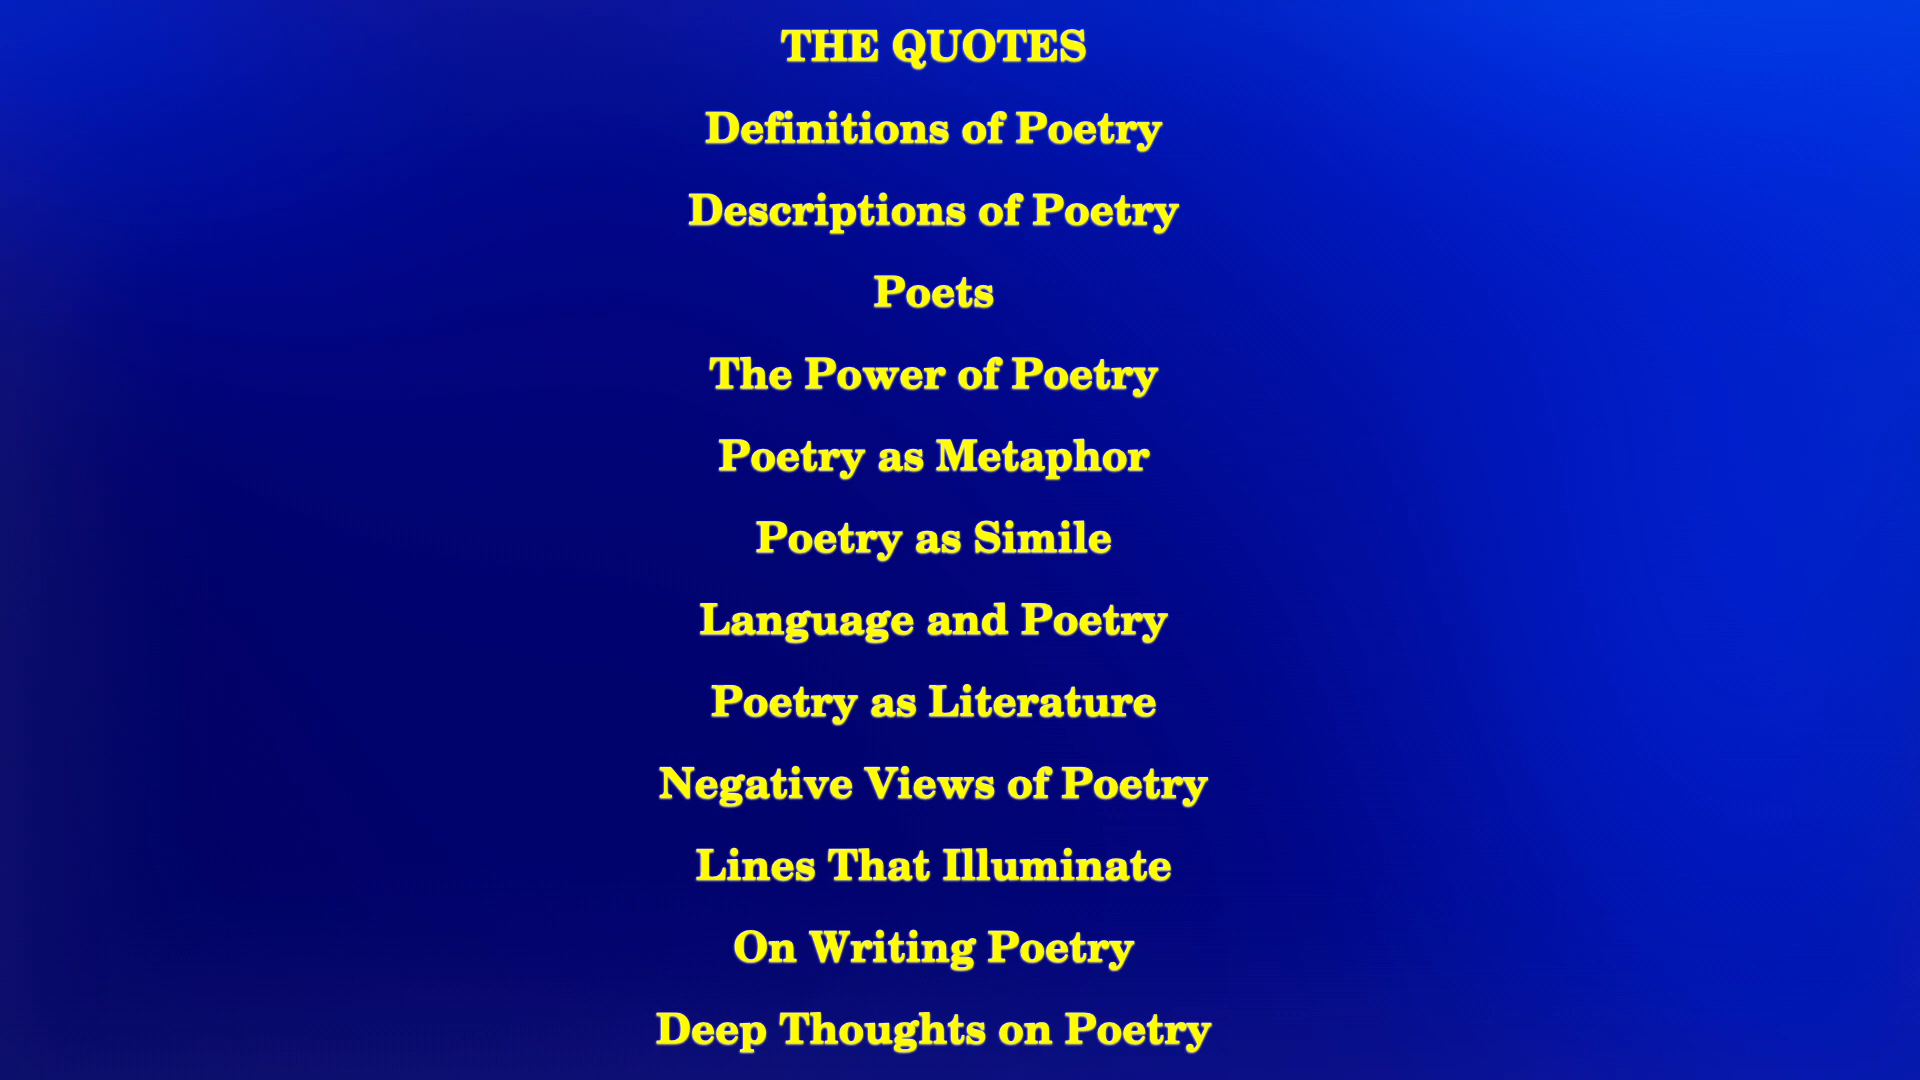 THE QUOTES
Definitions of Poetry
Descriptions of Poetry
Poets
The Power of Poetry
Poetry as Metaphor
Poetry as Simile
Language and Poetry
Poetry as Literature
Negative Views of Poetry
Lines That Illuminate
On Writing Poetry
Deep Thoughts on Poetry